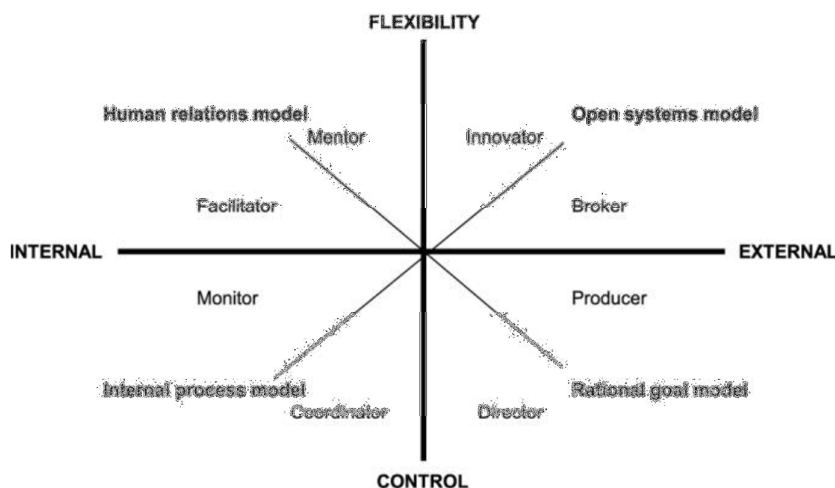 FLEXIBILITY
Human relations model
Open systems model
Mentor
Innovator
Facilitator
Broker
INTERNAL
EXTERNAL
Monitor
Producer
Internal process model
Rational goal model
Coordinator
Director
CONTROL